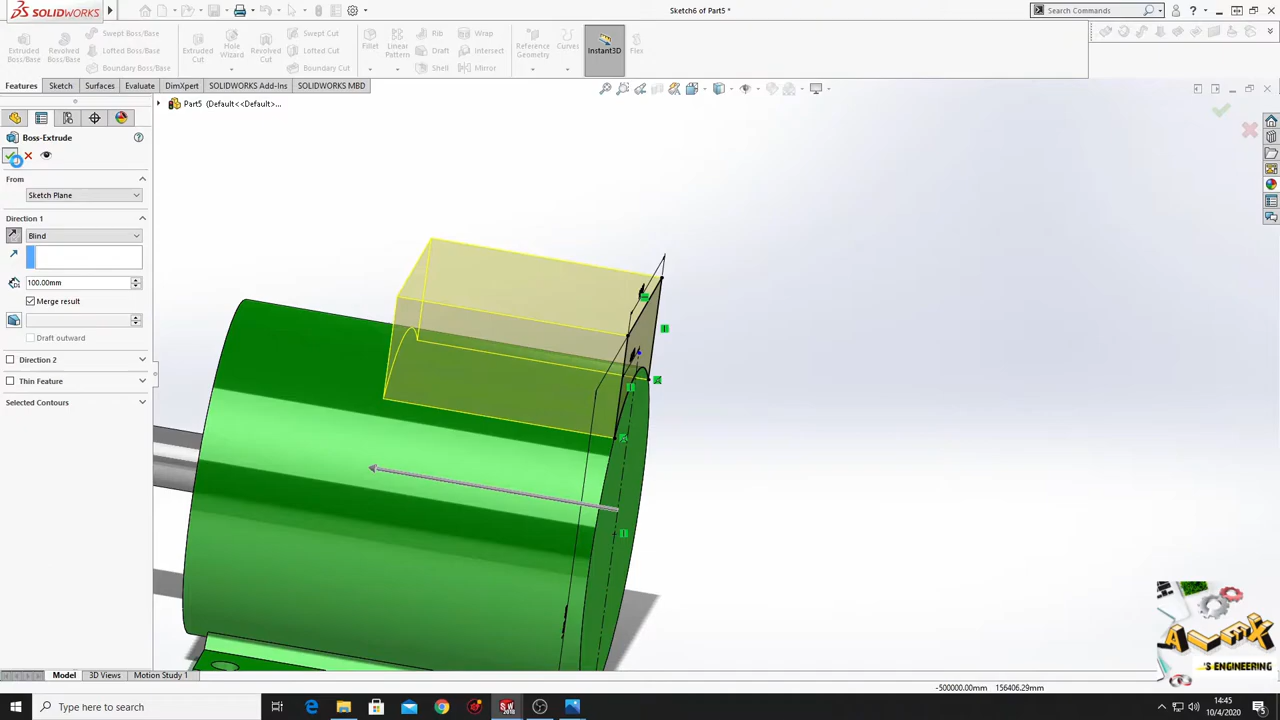 SOLIDWORKS
Sketch6 of Part5 *
Search Commands
Extruded Boss/Base
Revolved Boss/Base
Swept Boss/Base
Lofted Boss/Base
Boundary Boss/Base
Extruded Cut
Hole Wizard
Revolved Cut
Swept Cut
Lofted Cut
Boundary Cut
Fillet
Linear Pattern
Rib
Draft
Shell
Wrap
Intersect
Mirror
Reference Geometry
Curves
Instant3D
Flex
Features
Sketch
Surfaces
Evaluate
DimXpert
SOLIDWORKS Add-Ins
SOLIDWORKS MBD
Part5 (Default<<Default>...
Boss-Extrude
From
Sketch Plane
Direction 1
Blind
100.00mm
Merge result
Draft outward
Direction 2
Thin Feature
Selected Contours
ALMX
'S ENGINEERING
Model
3D Views
Motion Study 1
-500000.00mm
156406.29mm
Type here to search
SW
2018
14:45
10/4/2020
5